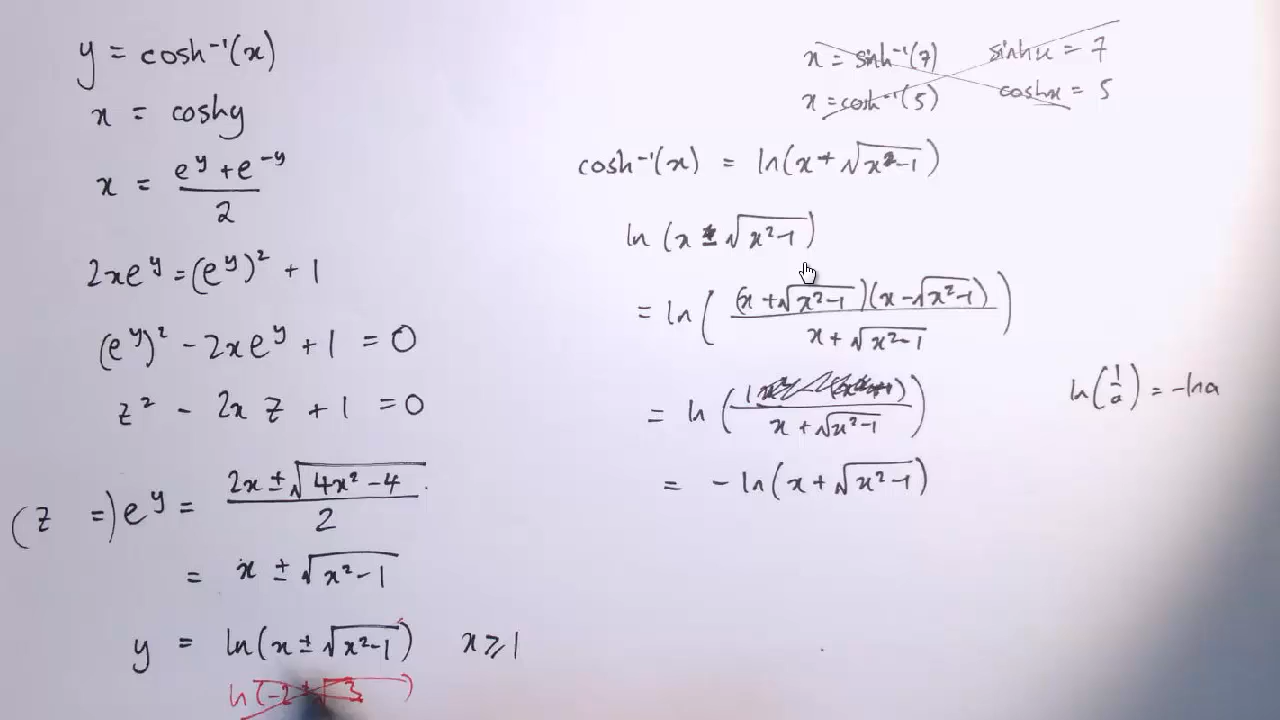 y = cosh⁻¹(x)
x = coshy
x = (e^y + e^-y)/2
2xe^y = (e^y)² + 1
(e^y)² - 2xe^y + 1 = 0
z² - 2x z + 1 = 0
(z =) e^y = (2x ± √(4x² - 4))/2
= x ± √(x² - 1)
y = ln(x ± √(x² - 1)) x ≥ 1
ln(-2 ± √3)
x = sinh⁻¹(7) sinhx = 7
x = cosh⁻¹(5) coshx = 5
cosh⁻¹(x) = ln(x + √(x² - 1))
ln(x √(x² - 1))
= ln( (x + √(x² - 1))(x - √(x² - 1)) / x + √(x² - 1) )
= ln( 1 / x + √(x² - 1) )
ln(1/a) = -lna
= - ln(x + √(x² - 1))